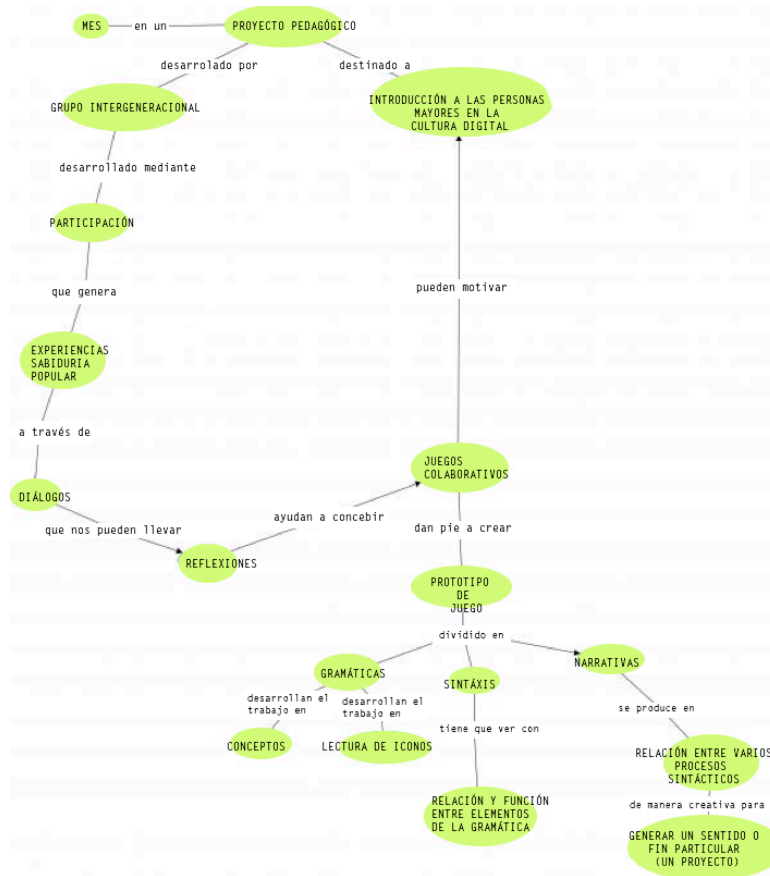 MES
en un
PROYECTO PEDAGÓGICO
desarrolado por
destinado a
GRUPO INTERGENERACIONAL
INTRODUCCIÓN A LAS PERSONAS
MAYORES EN LA
CULTURA DIGITAL
desarrollado mediante
PARTICIPACIÓN
que genera
pueden motivar
EXPERIENCIAS
SABIDURIA
POPULAR
a través de
DIÁLOGOS
JUEGOS
COLABORATIVOS
que nos pueden llevar
ayudan a concebir
REFLEXIONES
dan pie a crear
PROTOTIPO
DE
JUEGO
dividido en
GRAMÁTICAS
SINTÁXIS
NARRATIVAS
desarrollan el
trabajo en
desarrollan el
trabajo en
CONCEPTOS
LECTURA DE ICONOS
tiene que ver con
se produce en
RELACIÓN Y FUNCIÓN
ENTRE ELEMENTOS
DE LA GRAMÁTICA
RELACIÓN ENTRE VARIOS
PROCESOS
SINTÁCTICOS
de manera creativa para
GENERAR UN SENTIDO O
FIN PARTICULAR
(UN PROYECTO)